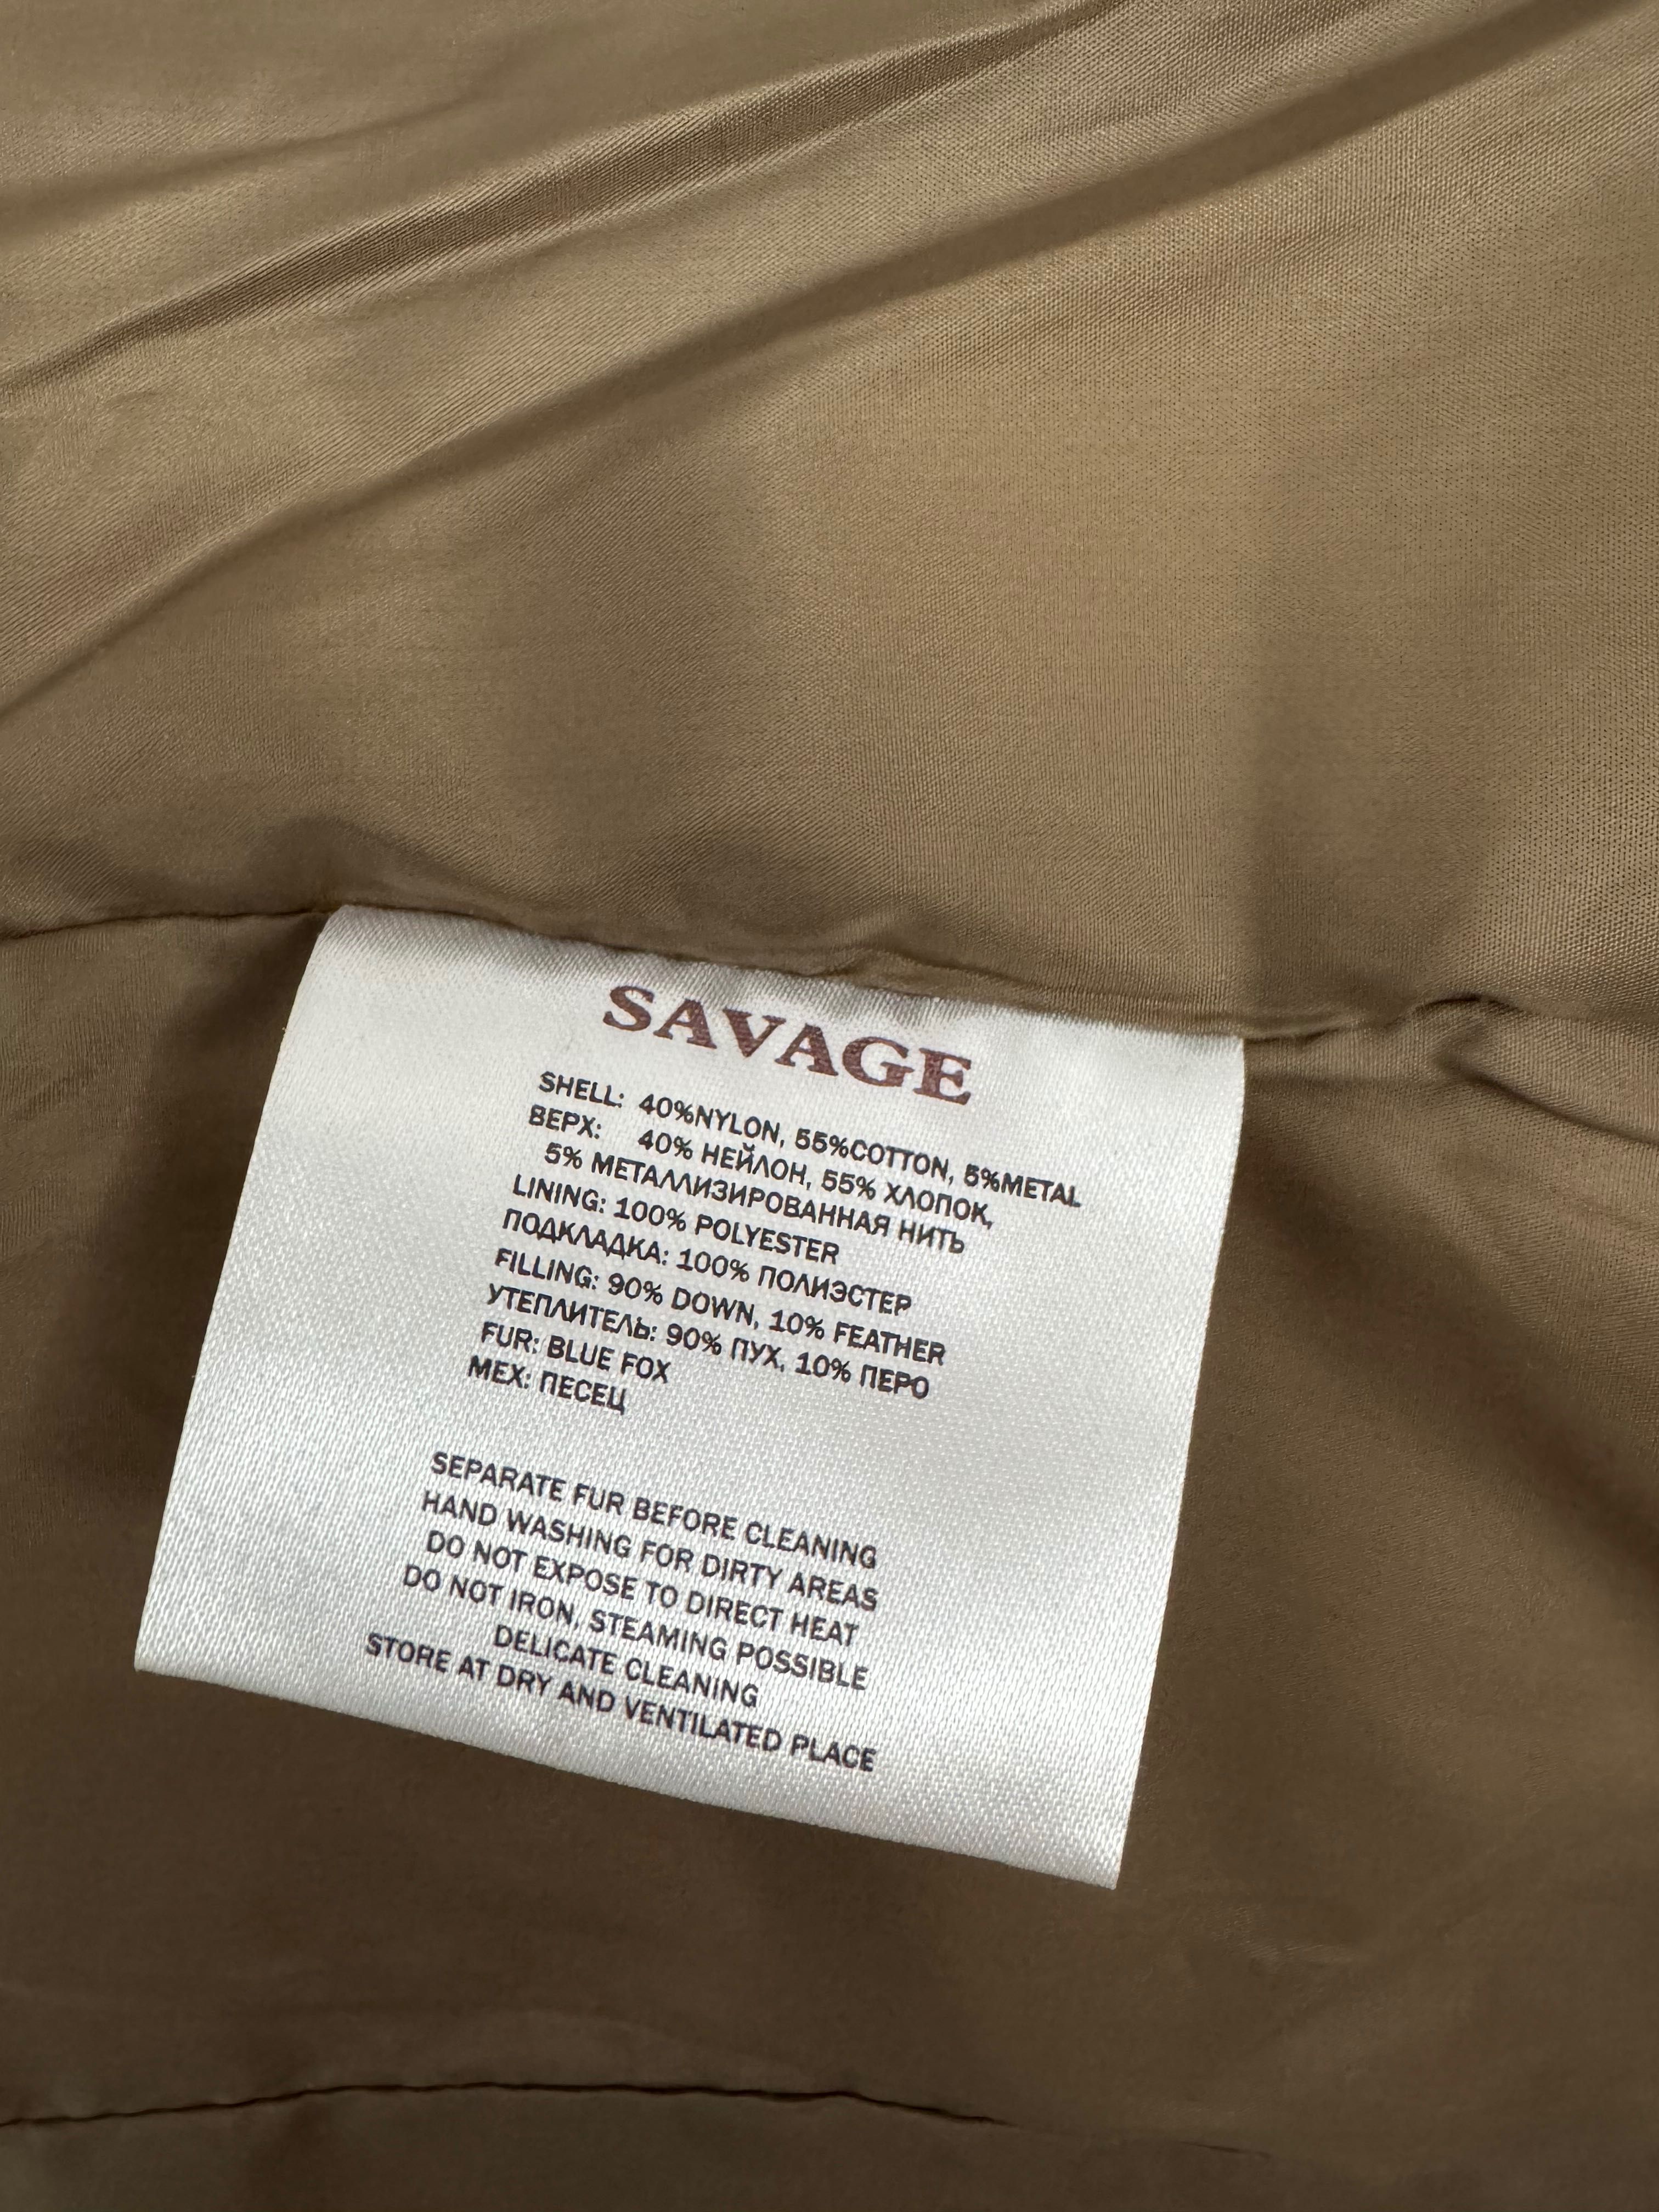 SAVAGE
SHELL: 40%NYLON, 55%COTTON, 5%METAL
ВЕРХ: 40% НЕЙЛОН, 55% ХЛОПОК,
5% МЕТАЛЛИЗИРОВАННАЯ НИТЬ
LINING: 100% POLYESTER
ПОДКЛАДКА: 100% ПОЛИЭСТЕР
FILLING: 90% DOWN, 10% FEATHER
УТЕПЛИТЕЛЬ: 90% ПУХ, 10% ПЕРО
FUR: BLUE FOX
МЕХ: ПЕСЕЦ
SEPARATE FUR BEFORE CLEANING
HAND WASHING FOR DIRTY AREAS
DO NOT EXPOSE TO DIRECT HEAT
DO NOT IRON, STEAMING POSSIBLE
DELICATE CLEANING
STORE AT DRY AND VENTILATED PLACE